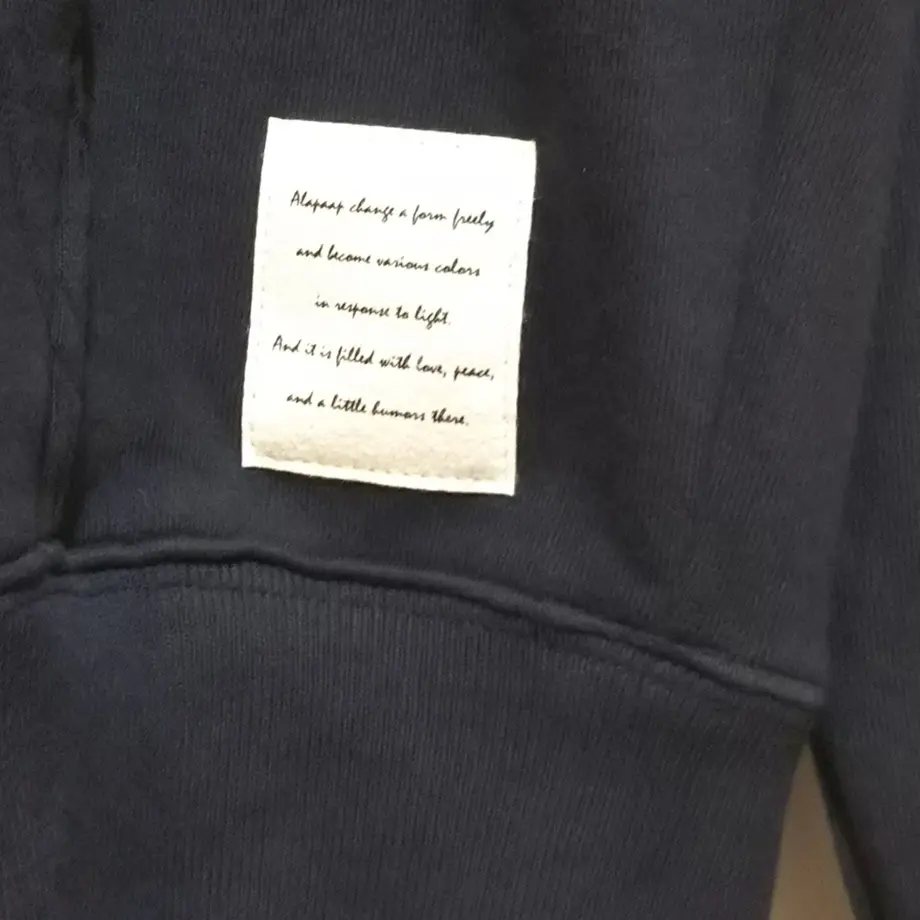 Alapaap change a form freely
and become various colors
in response to light.
And it is filled with love, peace,
and a little humors there.